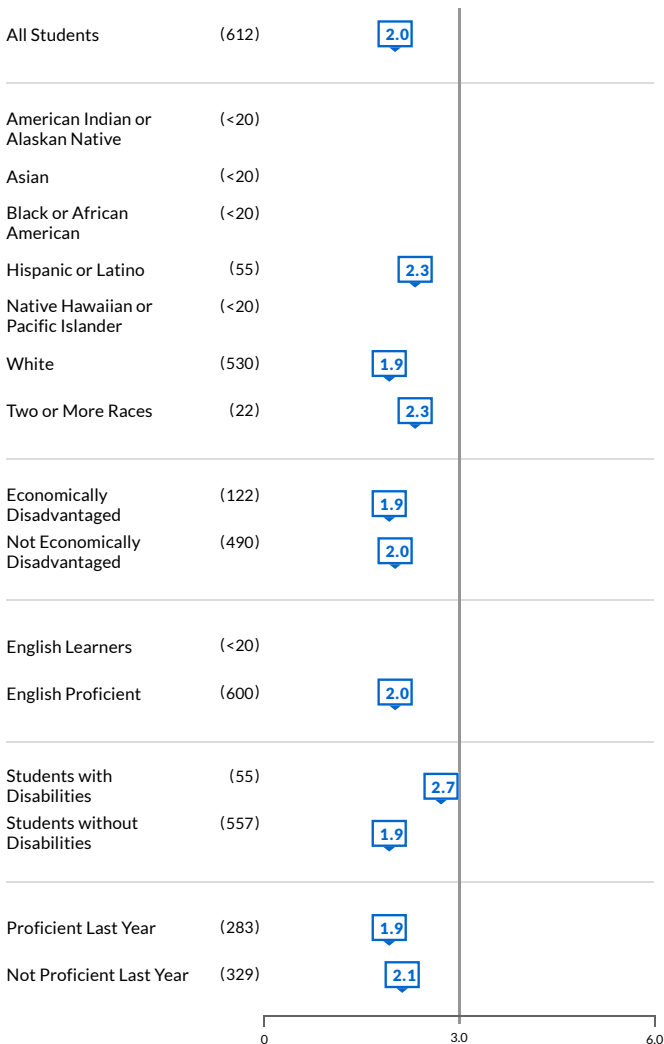 All Students (612) 2.0
American Indian or (<20)
Alaskan Native
Asian (<20)
Black or African (<20)
American
Hispanic or Latino (55) 2.3
Native Hawaiian or (<20)
Pacific Islander
White (530) 1.9
Two or More Races (22) 2.3
Economically (122) 1.9
Disadvantaged
Not Economically (490) 2.0
Disadvantaged
English Learners (<20)
English Proficient (600) 2.0
Students with (55) 2.7
Disabilities
Students without (557) 1.9
Disabilities
Proficient Last Year (283) 1.9
Not Proficient Last Year (329) 2.1
0 3.0 6.0